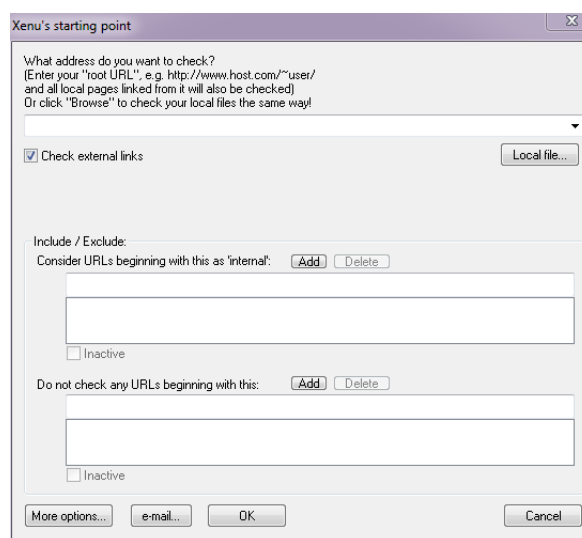 Xenu's starting point
What address do you want to check?
(Enter your "root URL", e.g. http://www.host.com/~user/
and all local pages linked from it will also be checked)
Or click "Browse" to check your local files the same way!
Check external links
Local file...
Include / Exclude:
Consider URLs beginning with this as 'internal': Add Delete
Inactive
Do not check any URLs beginning with this: Add Delete
Inactive
More options... e-mail... OK Cancel